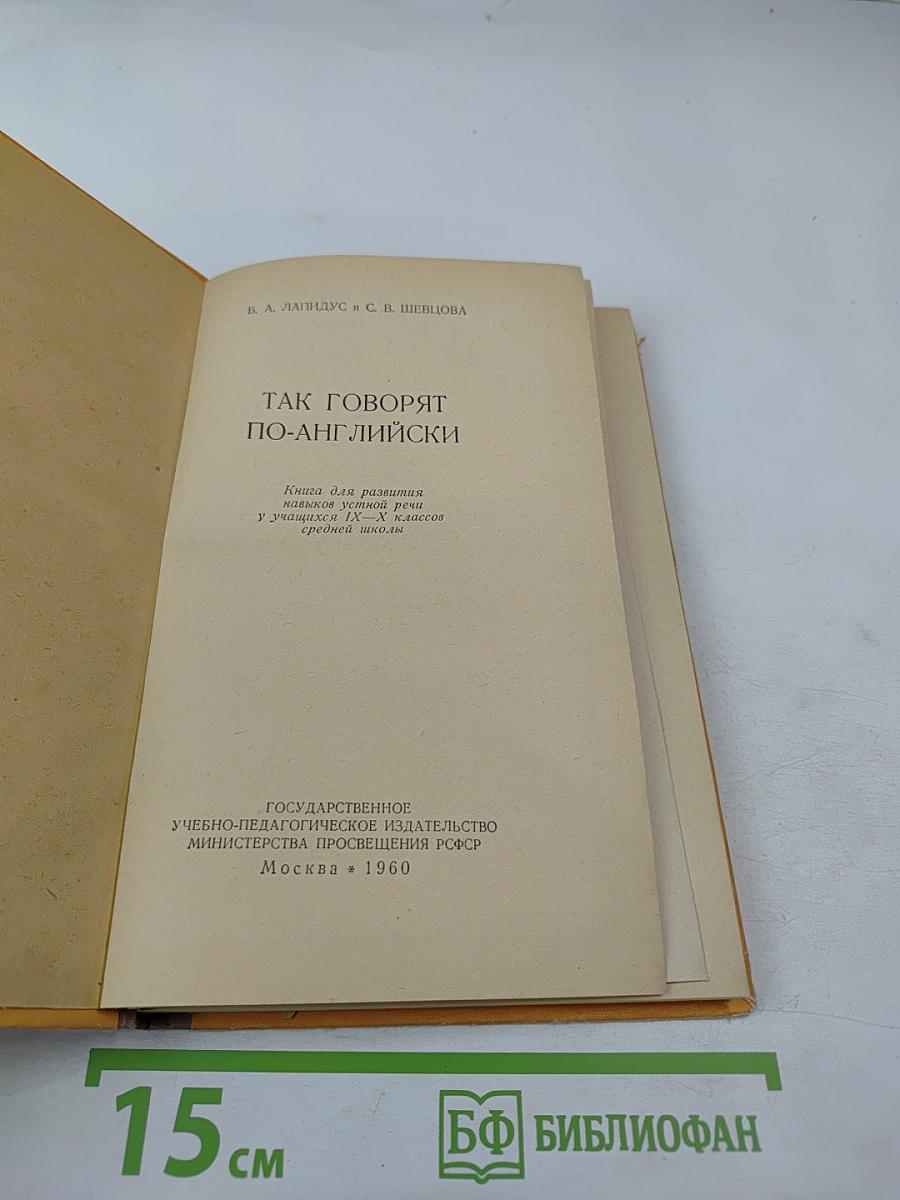 Б. А. ЛАПИДУС и С. В. ШЕВЦОВА
ТАК ГОВОРЯТ
ПО-АНГЛИЙСКИ
Книга для развития
навыков устной речи
у учащихся IX—X классов
средней школы
ГОСУДАРСТВЕННОЕ
УЧЕБНО-ПЕДАГОГИЧЕСКОЕ ИЗДАТЕЛЬСТВО
МИНИСТЕРСТВА ПРОСВЕЩЕНИЯ РСФСР
Москва * 1960
15 см
БФ БИБЛИОФАН